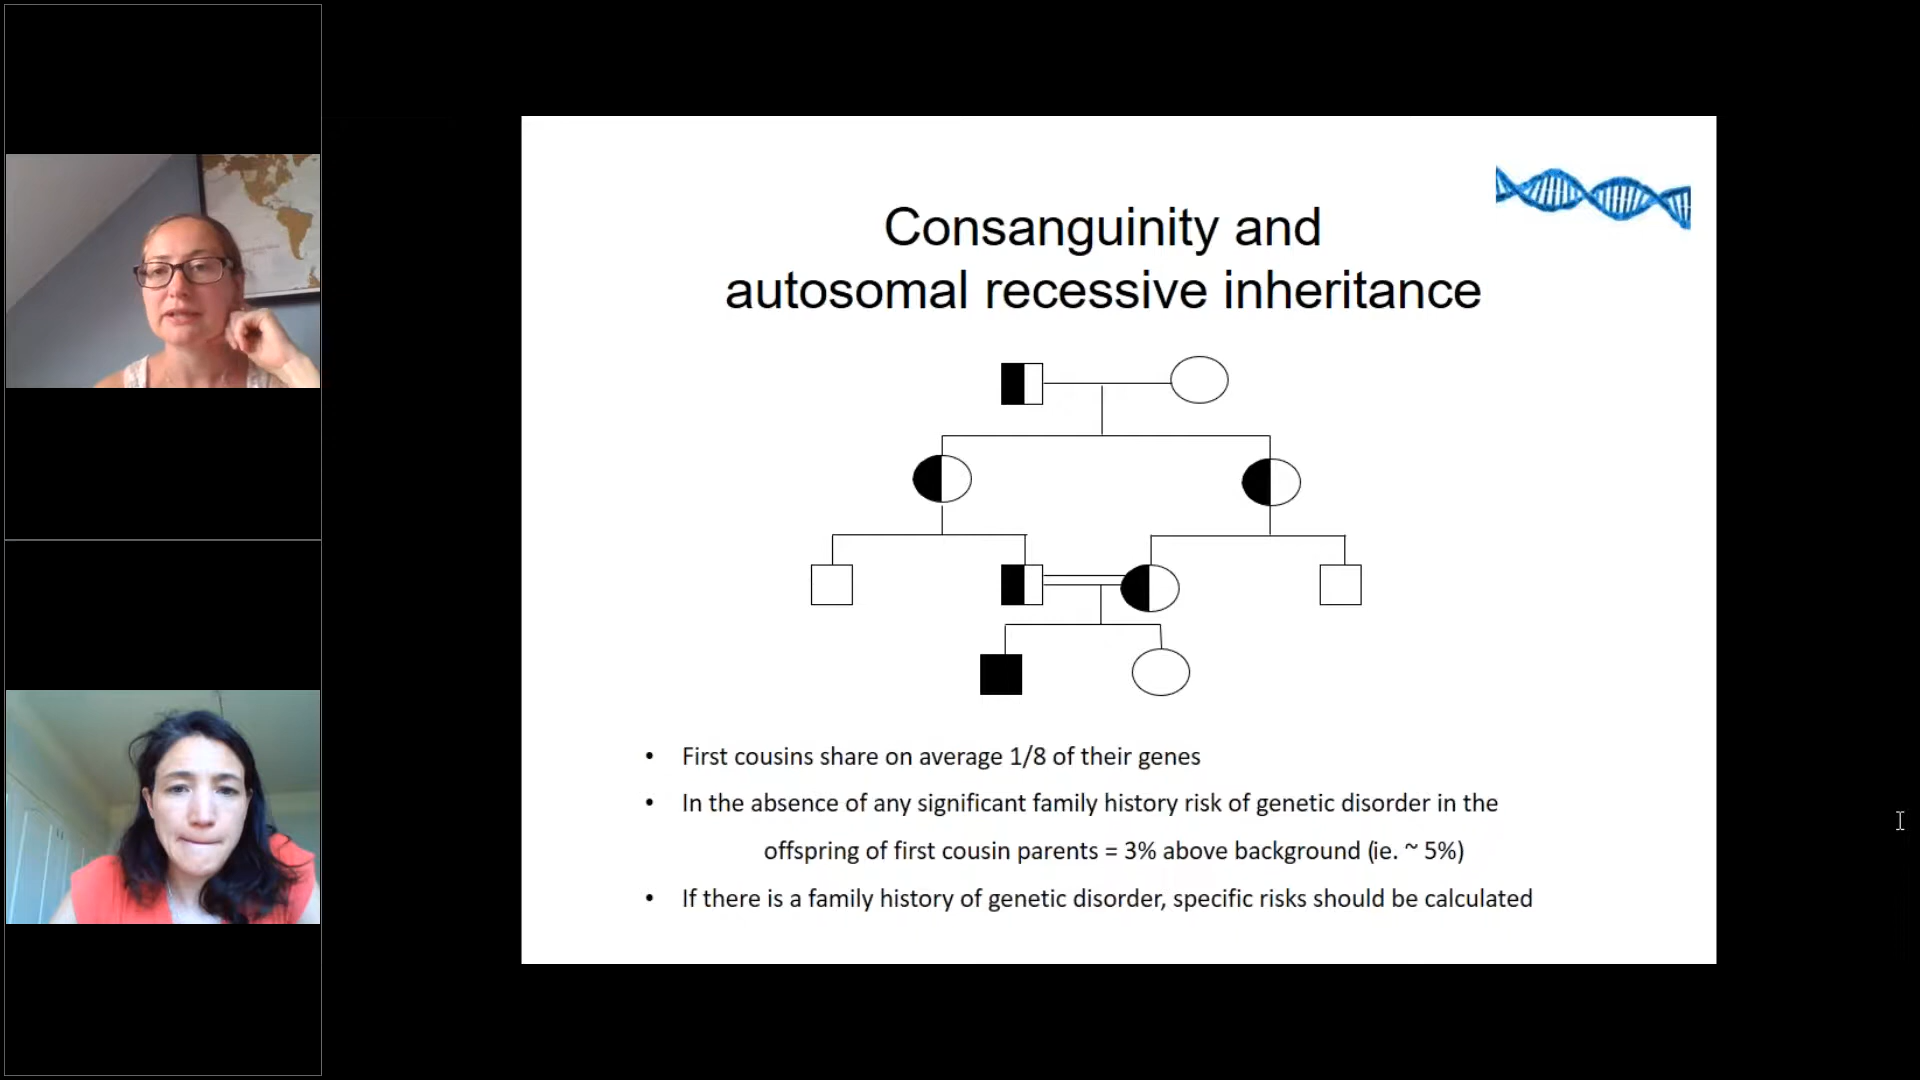 Consanguinity and
autosomal recessive inheritance
• First cousins share on average 1/8 of their genes
• In the absence of any significant family history risk of genetic disorder in the
offspring of first cousin parents = 3% above background (ie. ~ 5%)
• If there is a family history of genetic disorder, specific risks should be calculated